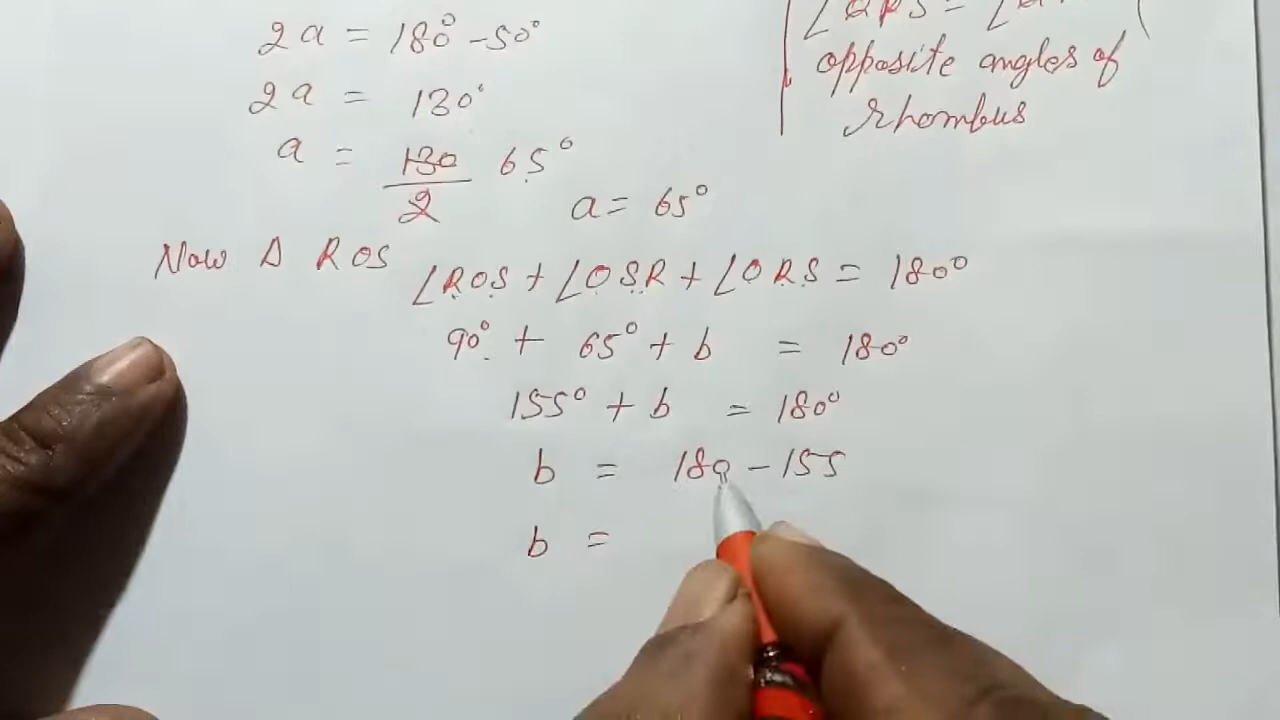 2a = 180° - 50°
2a = 130°
a = 130/2 65°
a = 65°
opposite angles of
rhombus
Now Δ ROS
∠ROS + ∠OSR + ∠ORS = 180°
90° + 65° + b = 180°
155° + b = 180°
b = 180 - 155
b =